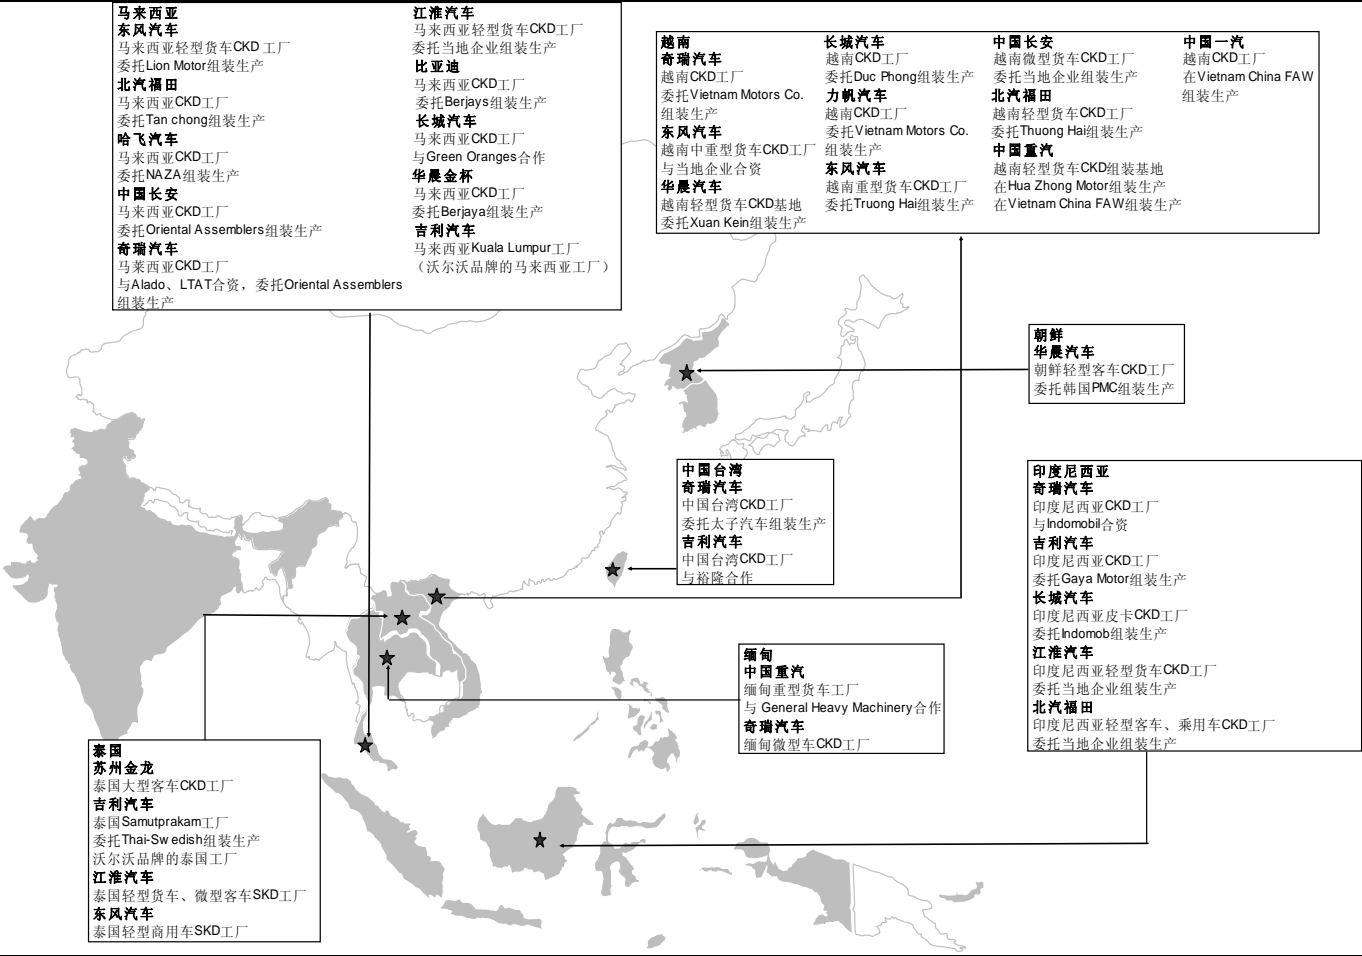 马来西亚
东风汽车
马来西亚轻型货车CKD 工厂
委托Lion Motor组装生产
北汽福田
马来西亚CKD工厂
委托Tan chong组装生产
哈飞汽车
马来西亚CKD工厂
委托NAZA组装生产
中国长安
马来西亚CKD工厂
委托Oriental Assemblers组装生产
奇瑞汽车
马莱西亚CKD工厂
与Alado、LTAT合资，委托Oriental Assemblers
组装生产
江淮汽车
马来西亚轻型货车CKD工厂
委托当地企业组装生产
比亚迪
马来西亚CKD工厂
委托Berjays组装生产
长城汽车
马来西亚CKD工厂
与Green Oranges合作
华晨金杯
马来西亚CKD工厂
委托Berjaya组装生产
吉利汽车
马来西亚Kuala Lumpur工厂
（沃尔沃品牌的马来西亚工厂）
越南
奇瑞汽车
越南CKD工厂
委托Vietnam Motors Co.
组装生产
东风汽车
越南中重型货车CKD工厂
与当地企业合资
华晨汽车
越南轻型货车CKD基地
委托Xuan Kein组装生产
长城汽车
越南CKD工厂
委托Duc Phong组装生产
力帆汽车
越南CKD工厂
委托Vietnam Motors Co.
组装生产
东风汽车
越南重型货车CKD工厂
委托Truong Hai组装生产
中国长安
越南微型货车CKD工厂
委托当地企业组装生产
北汽福田
越南轻型货车CKD工厂
委托Thuong Hai组装生产
中国重汽
越南轻型货车CKD组装基地
在Hua Zhong Motor组装生产
在Vietnam China FAW组装生产
中国一汽
越南CKD工厂
在Vietnam China FAW
组装生产
朝鲜
华晨汽车
朝鲜轻型客车CKD工厂
委托韩国PMC组装生产
中国台湾
奇瑞汽车
中国台湾CKD工厂
委托太子汽车组装生产
吉利汽车
中国台湾CKD工厂
与裕隆合作
印度尼西亚
奇瑞汽车
印度尼西亚CKD工厂
与Indomobil合资
吉利汽车
印度尼西亚CKD工厂
委托Gaya Motor组装生产
长城汽车
印度尼西亚皮卡CKD工厂
委托Indomob组装生产
江淮汽车
印度尼西亚轻型货车CKD工厂
委托当地企业组装生产
北汽福田
印度尼西亚轻型客车、乘用车CKD工厂
委托当地企业组装生产
缅甸
中国重汽
缅甸重型货车工厂
与 General Heavy Machinery合作
奇瑞汽车
缅甸微型车CKD工厂
泰国
苏州金龙
泰国大型客车CKD工厂
吉利汽车
泰国Samutprakam工厂
委托Thai-Swedish组装生产
沃尔沃品牌的泰国工厂
江淮汽车
泰国轻型货车、微型客车SKD工厂
东风汽车
泰国轻型商用车SKD工厂